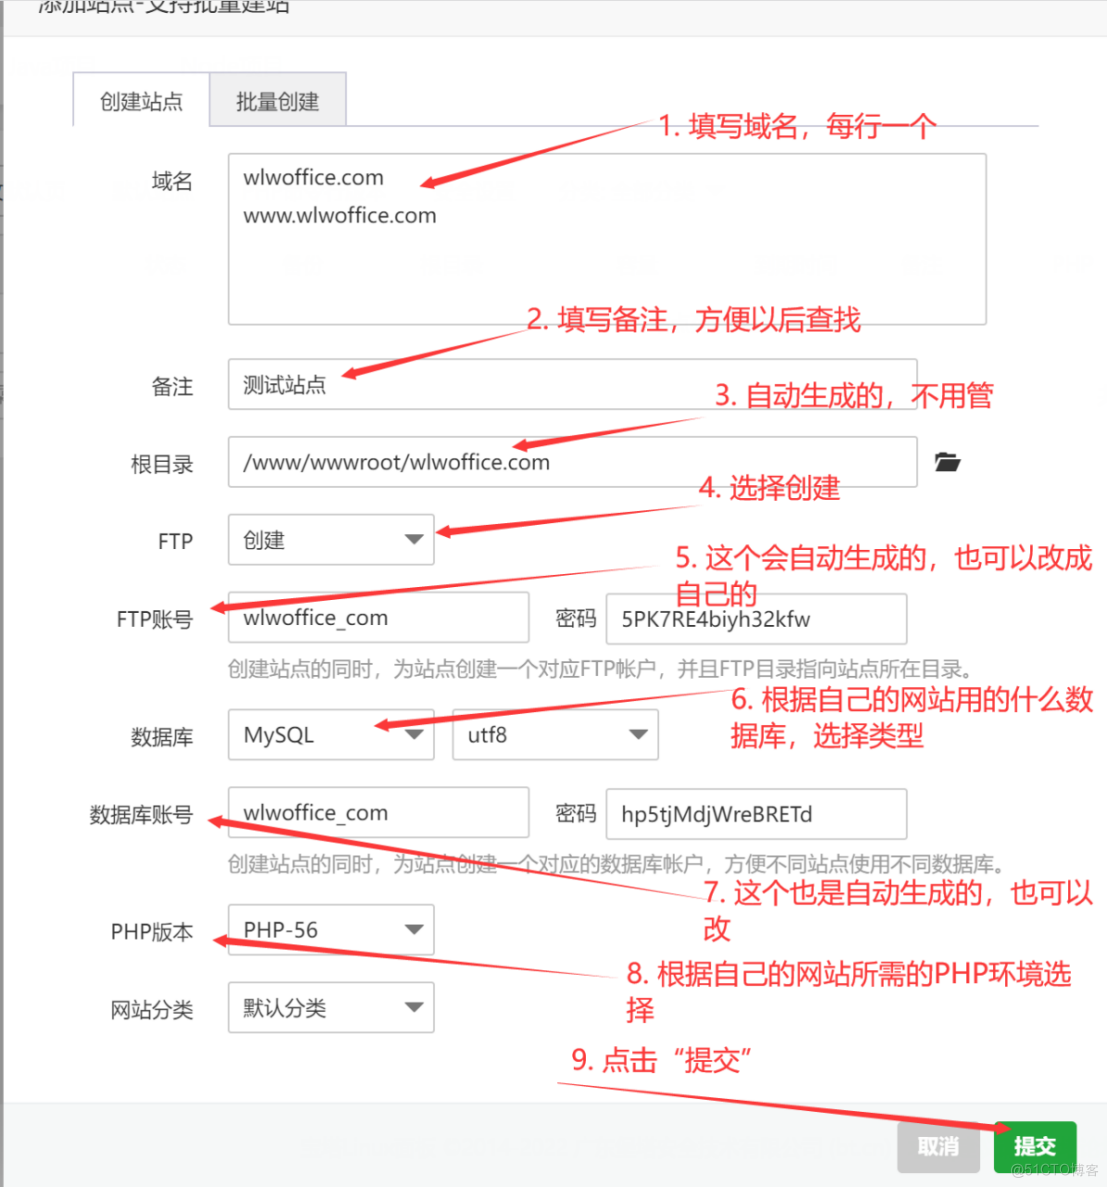 添加站点-支持批量建站
创建站点 批量创建
1. 填写域名，每行一个
域名
wlwoffice.com
www.wlwoffice.com
2. 填写备注，方便以后查找
备注 测试站点
3. 自动生成的，不用管
根目录 /www/wwwroot/wlwoffice.com
4. 选择创建
FTP 创建
5. 这个会自动生成的，也可以改成
自己的
FTP账号 wlwoffice_com 密码 5PK7RE4biyh32kfw
创建站点的同时，为站点创建一个对应FTP帐户，并且FTP目录指向站点所在目录。
6. 根据自己的网站用的什么数
据库，选择类型
数据库 MySQL utf8
数据库账号 wlwoffice_com 密码 hp5tjMdjWreBRETd
创建站点的同时，为站点创建一个对应的数据库帐户，方便不同站点使用不同数据库。
7. 这个也是自动生成的，也可以
改
PHP版本 PHP-56
8. 根据自己的网站所需的PHP环境选
择
网站分类 默认分类
9. 点击“提交”
取消 提交
@51CTO博客